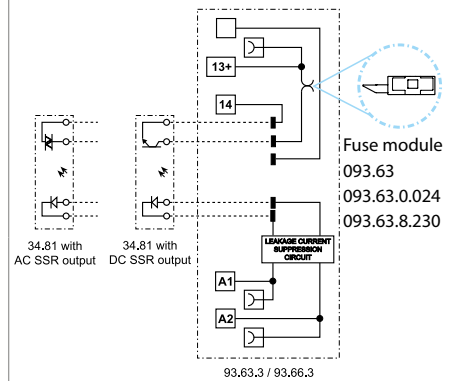 13+
14
Fuse module
093.63
093.63.0.024
093.63.8.230
34.81 with
AC SSR output
34.81 with
DC SSR output
LEAKAGE CURRENT
SUPPRESSION
CIRCUIT
A1
A2
93.63.3 / 93.66.3